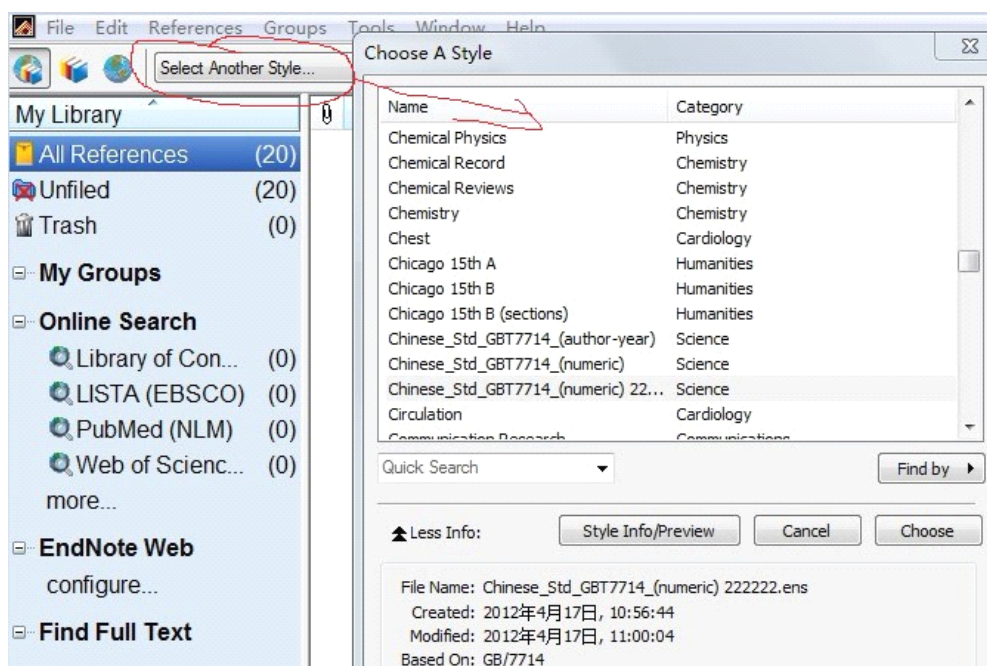 File Edit References Groups Tools Window Help
Select Another Style...
Choose A Style
My Library
All References (20)
Unfiled (20)
Trash (0)
My Groups
Online Search
Library of Con... (0)
LISTA (EBSCO) (0)
PubMed (NLM) (0)
Web of Scienc... (0)
more...
EndNote Web
configure...
Find Full Text
Name Category
Chemical Physics Physics
Chemical Record Chemistry
Chemical Reviews Chemistry
Chemistry Chemistry
Chest Cardiology
Chicago 15th A Humanities
Chicago 15th B Humanities
Chicago 15th B (sections) Humanities
Chinese_Std_GBT7714_(author-year) Science
Chinese_Std_GBT7714_(numeric) Science
Chinese_Std_GBT7714_(numeric) 22... Science
Circulation Cardiology
Communication Research Communications
Quick Search
Find by
Less Info:
Style Info/Preview
Cancel
Choose
File Name: Chinese_Std_GBT7714_(numeric) 222222.ens
Created: 2012年4月17日, 10:56:44
Modified: 2012年4月17日, 11:00:04
Based On: GB/7714